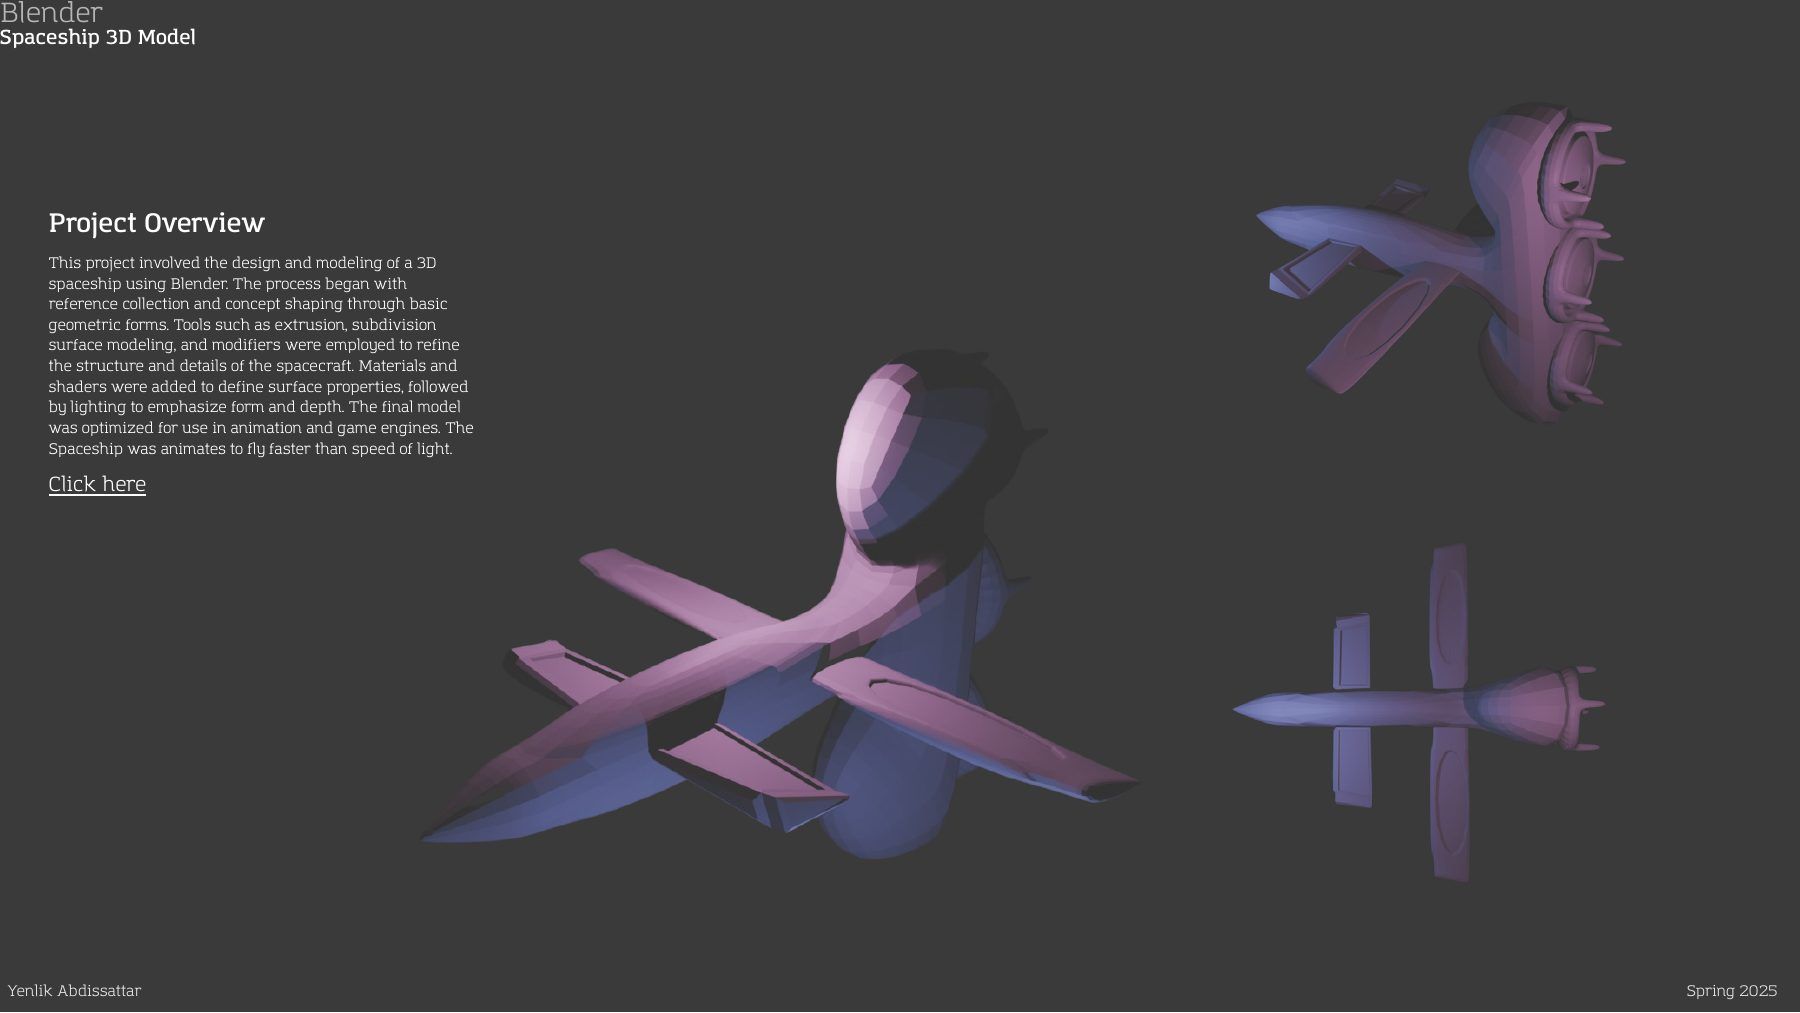 Blender
Spaceship 3D Model
Project Overview
This project involved the design and modeling of a 3D
spaceship using Blender. The process began with
reference collection and concept shaping through basic
geometric forms. Tools such as extrusion, subdivision
surface modeling, and modifiers were employed to refine
the structure and details of the spacecraft. Materials and
shaders were added to define surface properties, followed
by lighting to emphasize form and depth. The final model
was optimized for use in animation and game engines. The
Spaceship was animates to fly faster than speed of light.
Click here
Yenlik Abdissattar
Spring 2025